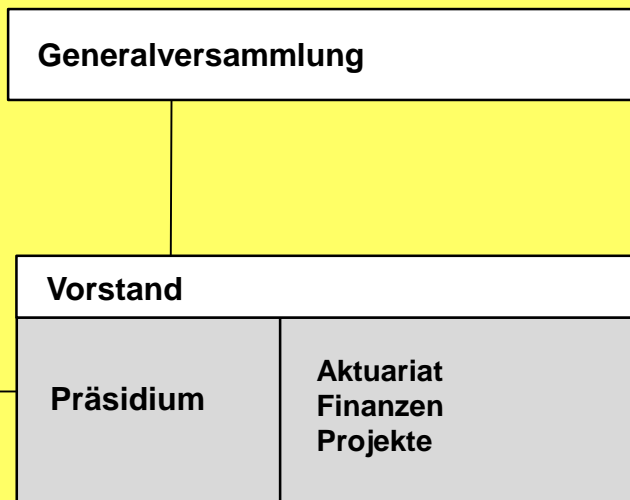 Generalversammlung
Vorstand
Präsidium
Aktuariat
Finanzen
Projekte